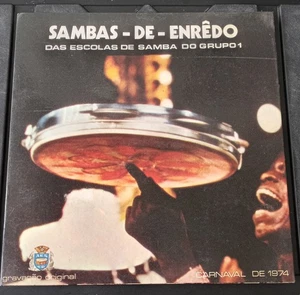 SAMBAS - DE - ENRÊDO
DAS ESCOLAS DE SAMBA DO GRUPO 1
gravação original
CARNAVAL DE 1974